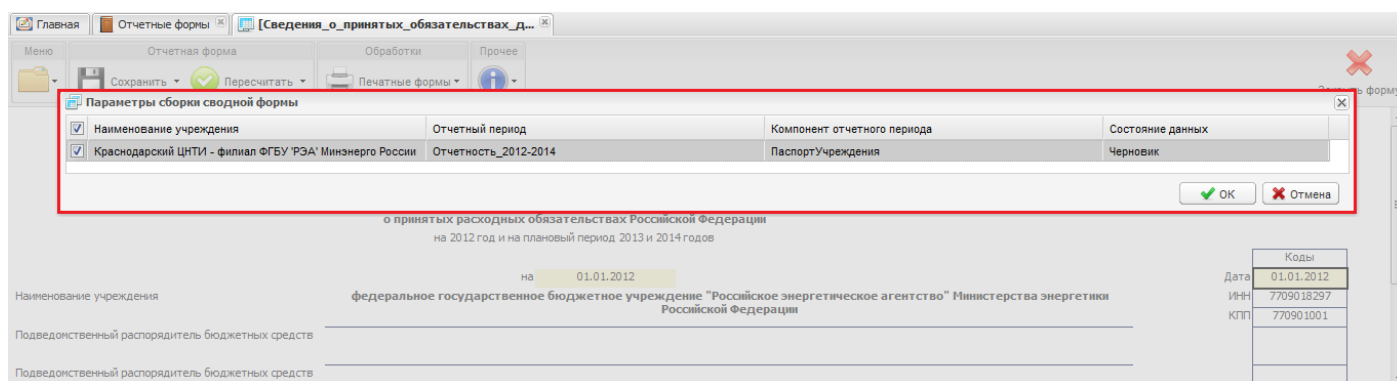 Главная Отчетные формы [Сведения_о_принятых_обязательствах_д...
Меню Отчетная форма Обработки Прочее
Сохранить Пересчитать Печатные формы
Параметры сборки сводной формы
Наименование учреждения Отчетный период Компонент отчетного периода Состояние данных
Краснодарский ЦНТИ - филиал ФГБУ 'РЭА' Минэнерго России Отчетность_2012-2014 ПаспортУчреждения Черновик
OK Отмена
о принятых расходных обязательствах Российской Федерации
на 2012 год и на плановый период 2013 и 2014 годов
Коды
на 01.01.2012 Дата 01.01.2012
Наименование учреждения федеральное государственное бюджетное учреждение "Российское энергетическое агентство" Министерства энергетики ИНН 7709018297
Российской Федерации
КПП 770901001
Подведомственный распорядитель бюджетных средств
Подведомственный распорядитель бюджетных средств